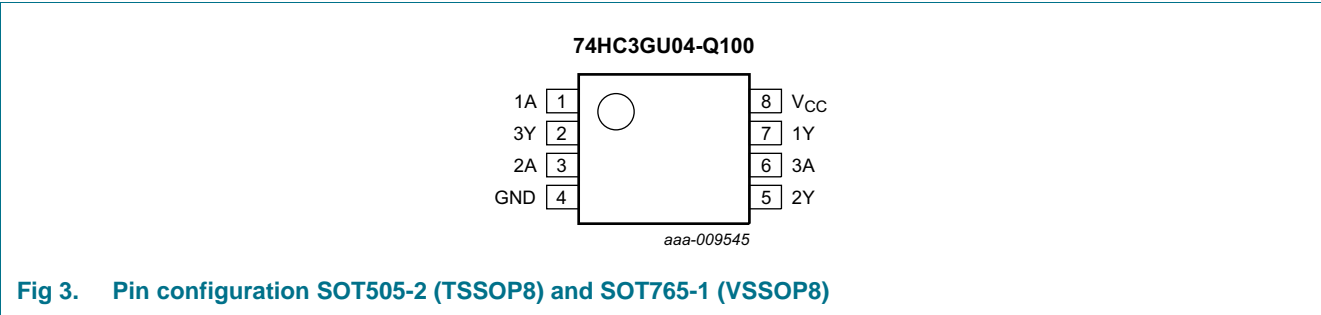 74HC3GU04-Q100
1A 1 8 VCC
3Y 2 7 1Y
2A 3 6 3A
GND 4 5 2Y
aaa-009545
Fig 3. Pin configuration SOT505-2 (TSSOP8) and SOT765-1 (VSSOP8)